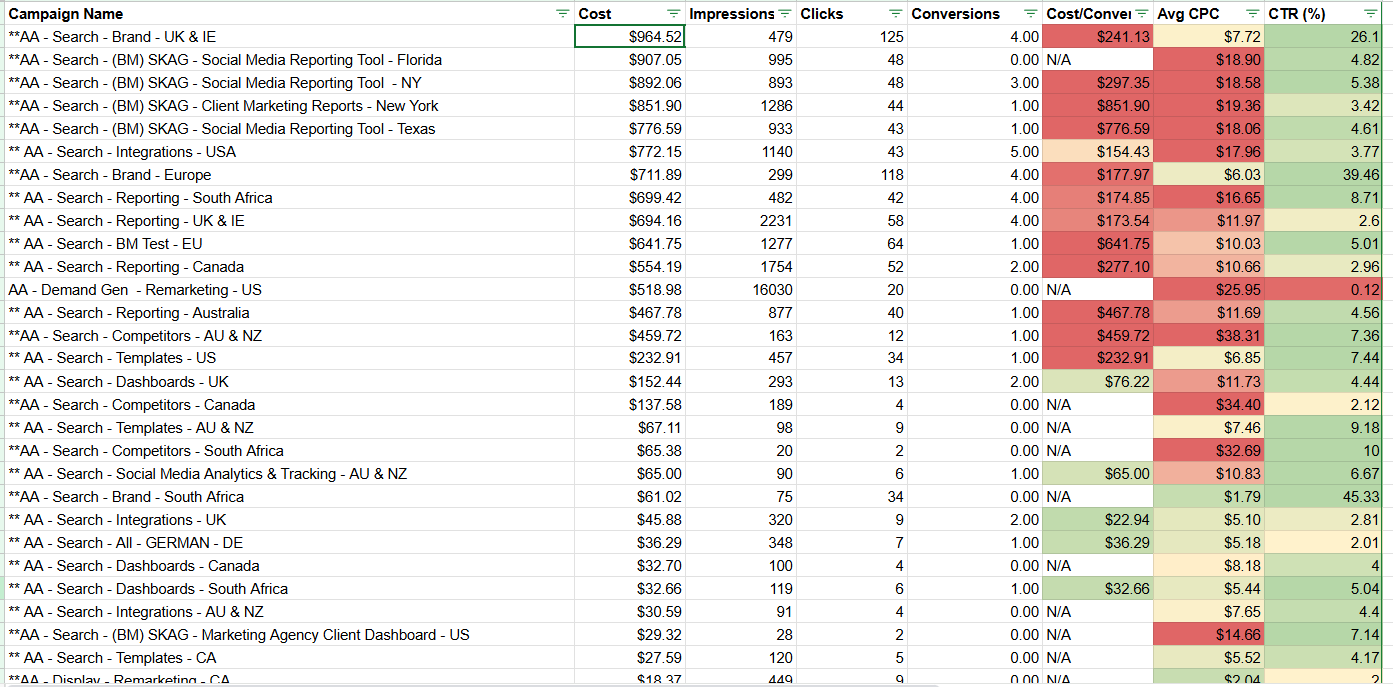 Campaign Name Cost Impressions Clicks Conversions Cost/Conver Avg CPC CTR (%)
**AA - Search - Brand - UK & IE $964.52 479 125 4.00 $241.13 $7.72 26.1
**AA - Search - (BM) SKAG - Social Media Reporting Tool - Florida $907.05 995 48 0.00 N/A $18.90 4.82
**AA - Search - (BM) SKAG - Social Media Reporting Tool  - NY $892.06 893 48 3.00 $297.35 $18.58 5.38
**AA - Search - (BM) SKAG - Client Marketing Reports - New York $851.90 1286 44 1.00 $851.90 $19.36 3.42
**AA - Search - (BM) SKAG - Social Media Reporting Tool - Texas $776.59 933 43 1.00 $776.59 $18.06 4.61
** AA - Search - Integrations - USA $772.15 1140 43 5.00 $154.43 $17.96 3.77
**AA - Search - Brand - Europe $711.89 299 118 4.00 $177.97 $6.03 39.46
** AA - Search - Reporting - South Africa $699.42 482 42 4.00 $174.85 $16.65 8.71
** AA - Search - Reporting - UK & IE $694.16 2231 58 4.00 $173.54 $11.97 2.6
** AA - Search - BM Test - EU $641.75 1277 64 1.00 $641.75 $10.03 5.01
** AA - Search - Reporting - Canada $554.19 1754 52 2.00 $277.10 $10.66 2.96
AA - Demand Gen  - Remarketing - US $518.98 16030 20 0.00 N/A $25.95 0.12
** AA - Search - Reporting - Australia $467.78 877 40 1.00 $467.78 $11.69 4.56
**AA - Search - Competitors - AU & NZ $459.72 163 12 1.00 $459.72 $38.31 7.36
** AA - Search - Templates - US $232.91 457 34 1.00 $232.91 $6.85 7.44
** AA - Search - Dashboards - UK $152.44 293 13 2.00 $76.22 $11.73 4.44
**AA - Search - Competitors - Canada $137.58 189 4 0.00 N/A $34.40 2.12
** AA - Search - Templates - AU & NZ $67.11 98 9 0.00 N/A $7.46 9.18
**AA - Search - Competitors - South Africa $65.38 20 2 0.00 N/A $32.69 10
** AA - Search - Social Media Analytics & Tracking - AU & NZ $65.00 90 6 1.00 $65.00 $10.83 6.67
**AA - Search - Brand - South Africa $61.02 75 34 0.00 N/A $1.79 45.33
** AA - Search - Integrations - UK $45.88 320 9 2.00 $22.94 $5.10 2.81
** AA - Search - All - GERMAN - DE $36.29 348 7 1.00 $36.29 $5.18 2.01
** AA - Search - Dashboards - Canada $32.70 100 4 0.00 N/A $8.18 4
** AA - Search - Dashboards - South Africa $32.66 119 6 1.00 $32.66 $5.44 5.04
** AA - Search - Integrations - AU & NZ $30.59 91 4 0.00 N/A $7.65 4.4
**AA - Search - (BM) SKAG - Marketing Agency Client Dashboard - US $29.32 28 2 0.00 N/A $14.66 7.14
** AA - Search - Templates - CA $27.59 120 5 0.00 N/A $5.52 4.17
**AA - Display - Remarketing - CA $18.37 449 9 0.00 N/A $2.04 2